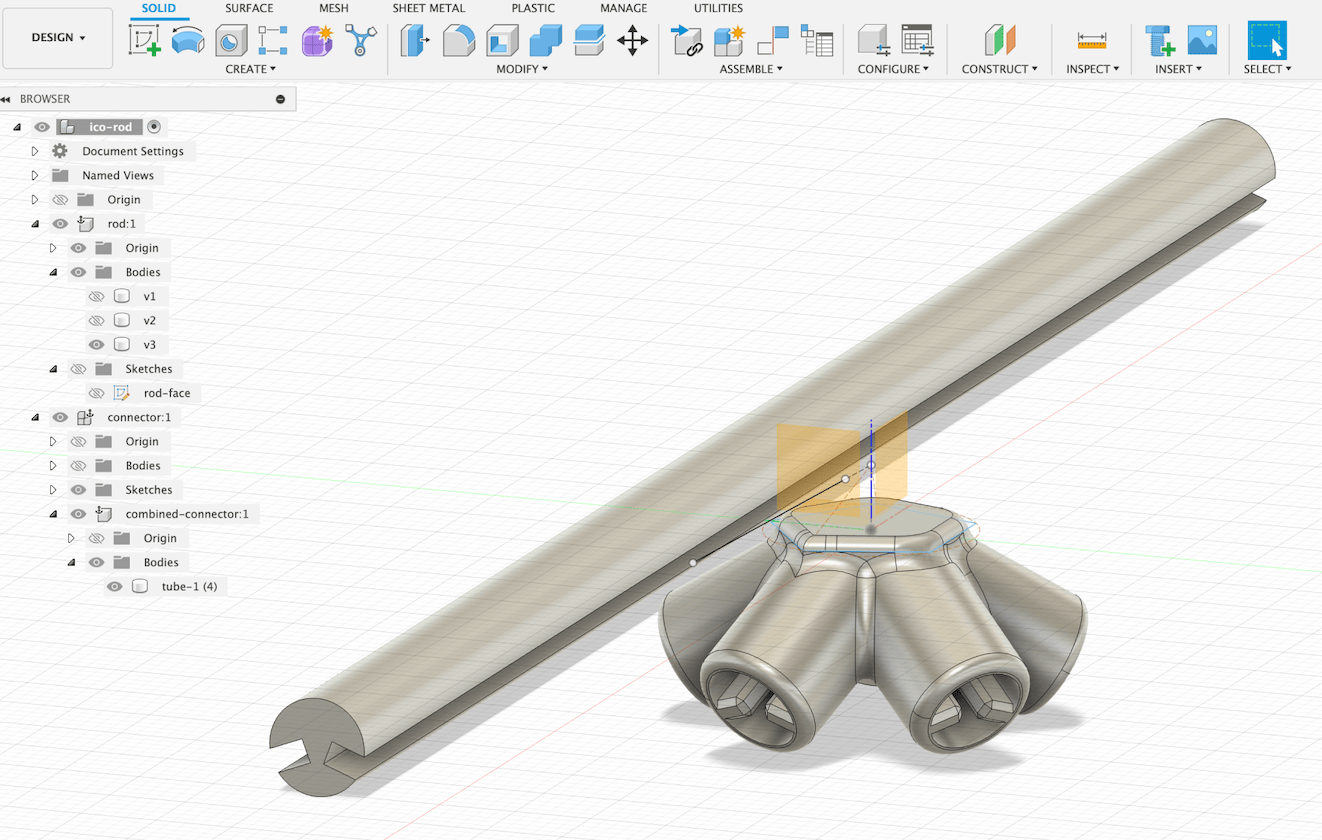 SOLID SURFACE MESH SHEET METAL PLASTIC MANAGE UTILITIES
DESIGN
CREATE MODIFY ASSEMBLE CONFIGURE CONSTRUCT INSPECT INSERT SELECT
BROWSER
ico-rod
Document Settings
Named Views
Origin
rod:1
Origin
Bodies
v1
v2
v3
Sketches
rod-face
connector:1
Origin
Bodies
Sketches
combined-connector:1
Origin
Bodies
tube-1 (4)